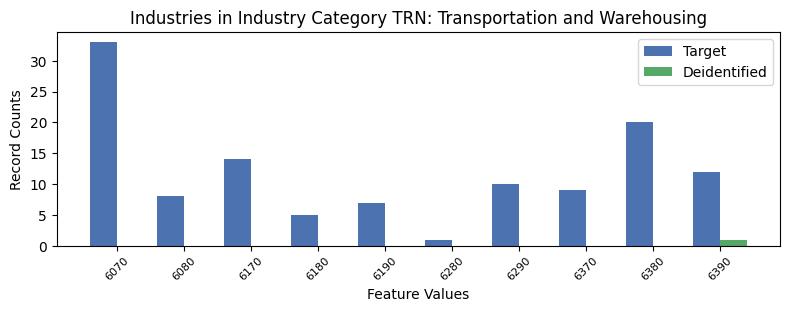 Industries in Industry Category TRN: Transportation and Warehousing
Target
Deidentified
Record Counts
30
25
20
15
10
5
0
6070 6080 6170 6180 6190 6280 6290 6370 6380 6390
Feature Values